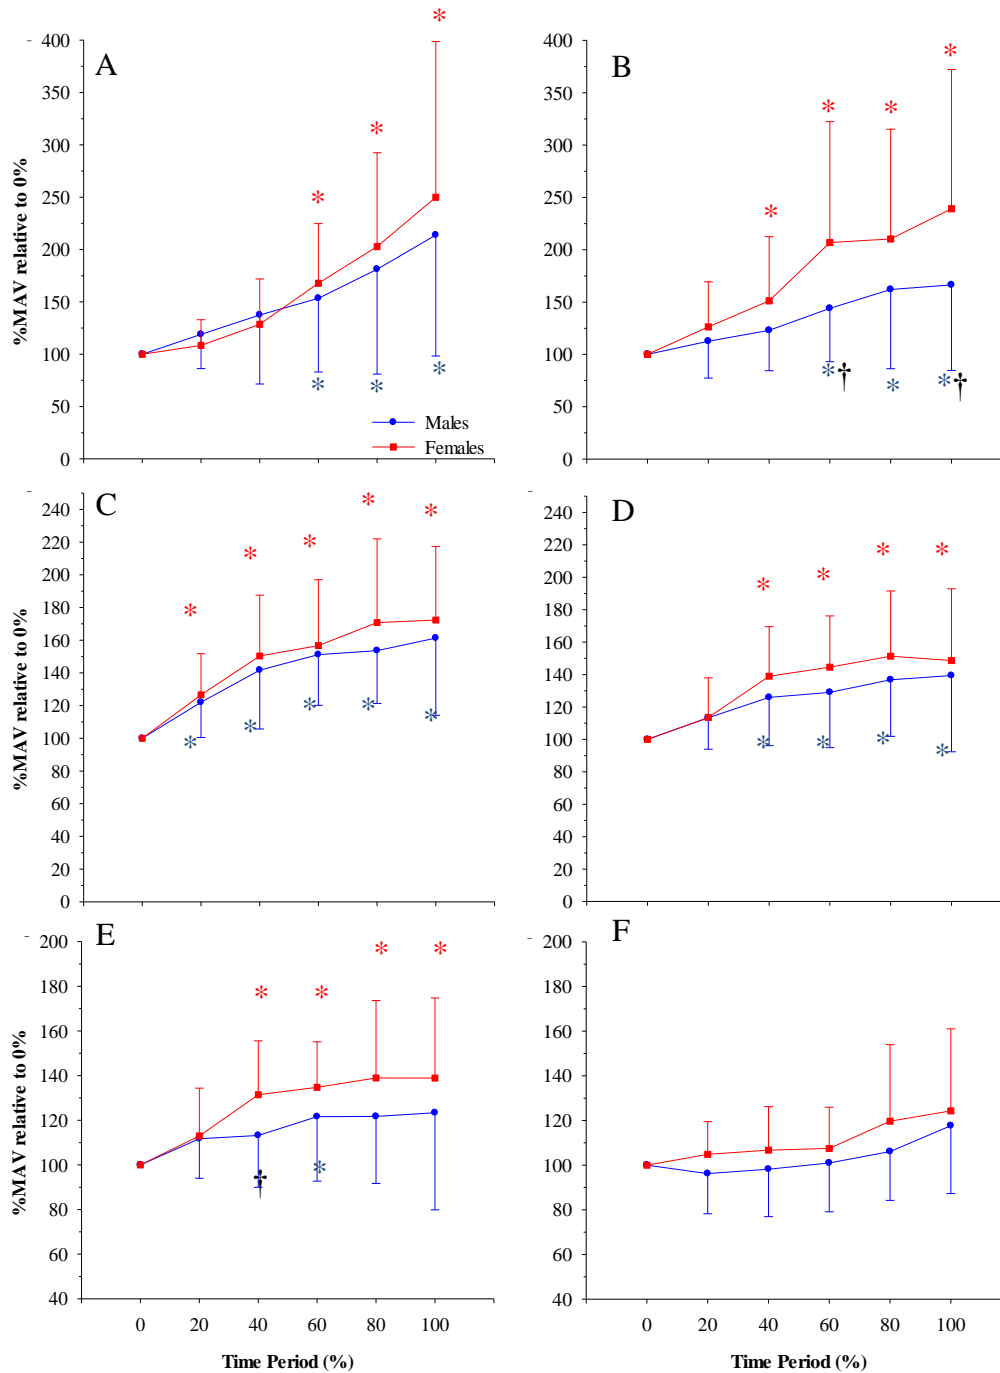 A
%MAV relative to 0%
400
350
300
250
200
150
100
50
0
* * *
* * *
Males
Females
B
400
350
300
250
200
150
100
50
0
* * * *
*† * *†
C
%MAV relative to 0%
240
220
200
180
160
140
120
100
80
60
40
20
0
* * * * *
* * * * *
D
240
220
200
180
160
140
120
100
80
60
40
20
0
* * * *
* * * *
E
%MAV relative to 0%
200
180
160
140
120
100
80
60
40
* * * *
† *
0 20 40 60 80 100
Time Period (%)
F
200
180
160
140
120
100
80
60
40
0 20 40 60 80 100
Time Period (%)